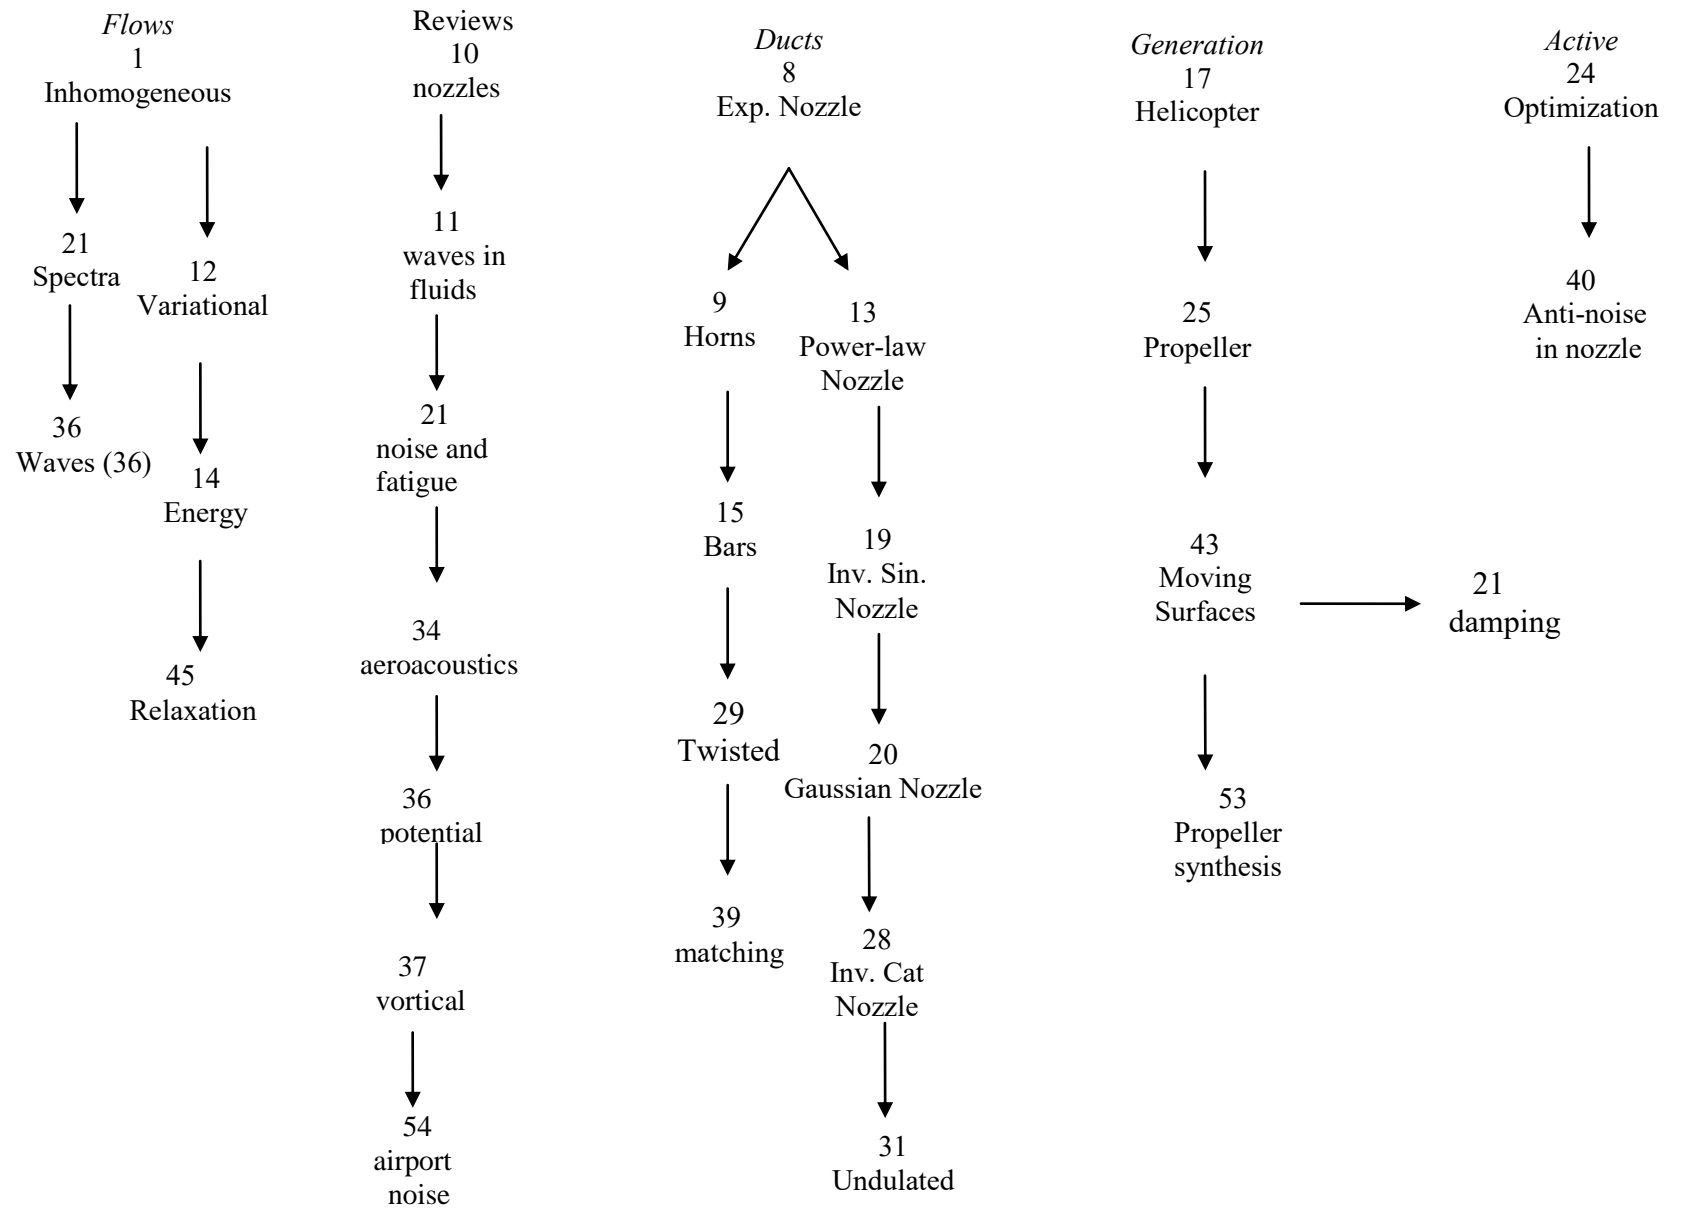 Flows
1
Inhomogeneous
21
Spectra
36
Waves (36)
12
Variational
14
Energy
45
Relaxation
Reviews
10
nozzles
11
waves in
fluids
21
noise and
fatigue
34
aeroacoustics
36
potential
37
vortical
54
airport
noise
Ducts
8
Exp. Nozzle
9
Horns
15
Bars
29
Twisted
39
matching
13
Power-law
Nozzle
19
Inv. Sin.
Nozzle
20
Gaussian Nozzle
28
Inv. Cat
Nozzle
31
Undulated
Generation
17
Helicopter
25
Propeller
43
Moving
Surfaces
21
damping
53
Propeller
synthesis
Active
24
Optimization
40
Anti-noise
in nozzle